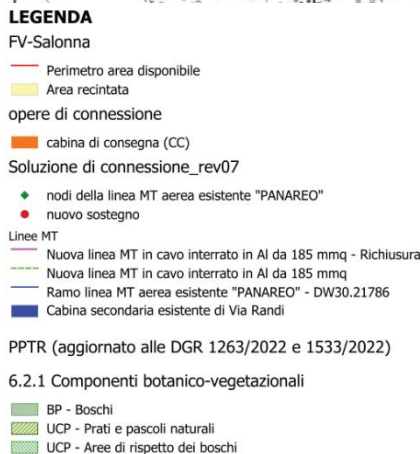 LEGENDA
FV-Salonna
Perimetro area disponibile
Area recintata
opere di connessione
cabina di consegna (CC)
Soluzione di connessione_rev07
nodi della linea MT aerea esistente "PANAREO"
nuovo sostegno
Linee MT
Nuova linea MT in cavo interrato in Al da 185 mmq - Richiusura
Nuova linea MT in cavo interrato in Al da 185 mmq
Ramo linea MT aerea esistente "PANAREO" - DW30.21786
Cabina secondaria esistente di Via Randi
PPTR (aggiornato alle DGR 1263/2022 e 1533/2022)
6.2.1 Componenti botanico-vegetazionali
BP - Boschi
UCP - Prati e pascoli naturali
UCP - Aree di rispetto dei boschi